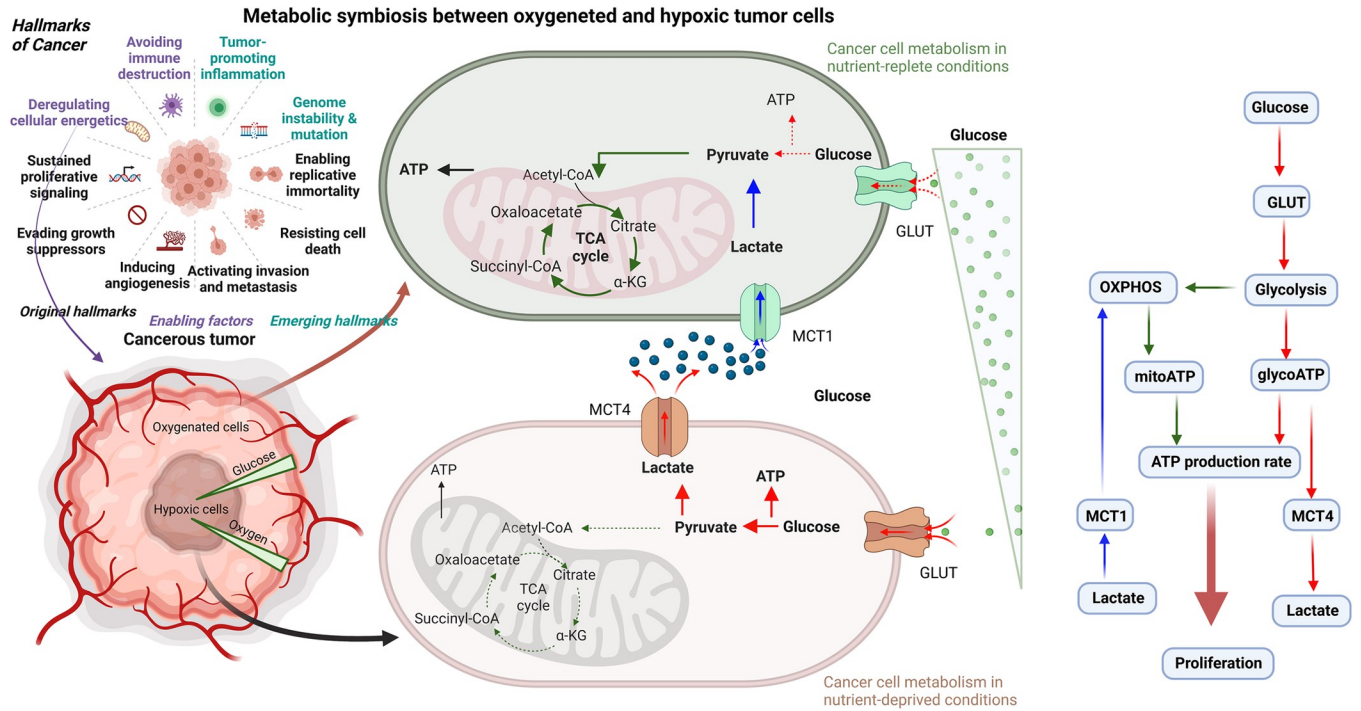 Metabolic symbiosis between oxygeneted and hypoxic tumor cells
Hallmarks
of Cancer
Avoiding
immune
destruction
Tumor-
promoting
inflammation
Deregulating
cellular energetics
Genome
instability &
mutation
Sustained
proliferative
signaling
Enabling
replicative
immortality
Evading growth
suppressors
Resisting cell
death
Inducing
angiogenesis
Activating invasion
and metastasis
Original hallmarks
Enabling factors
Emerging hallmarks
Cancerous tumor
Oxygenated cells
Glucose
Hypoxic cells
Oxygen
Cancer cell metabolism in
nutrient-replete conditions
ATP
ATP
Pyruvate
Glucose
Acetyl-CoA
Oxaloacetate
Citrate
TCA
cycle
Succinyl-CoA
α-KG
Lactate
GLUT
MCT1
Glucose
Glucose
MCT4
Lactate
ATP
ATP
Acetyl-CoA
Pyruvate
Glucose
Oxaloacetate
Citrate
TCA
cycle
Succinyl-CoA
α-KG
GLUT
Cancer cell metabolism in
nutrient-deprived conditions
Glucose
GLUT
OXPHOS
Glycolysis
mitoATP
glycoATP
ATP production rate
MCT1
MCT4
Lactate
Lactate
Proliferation